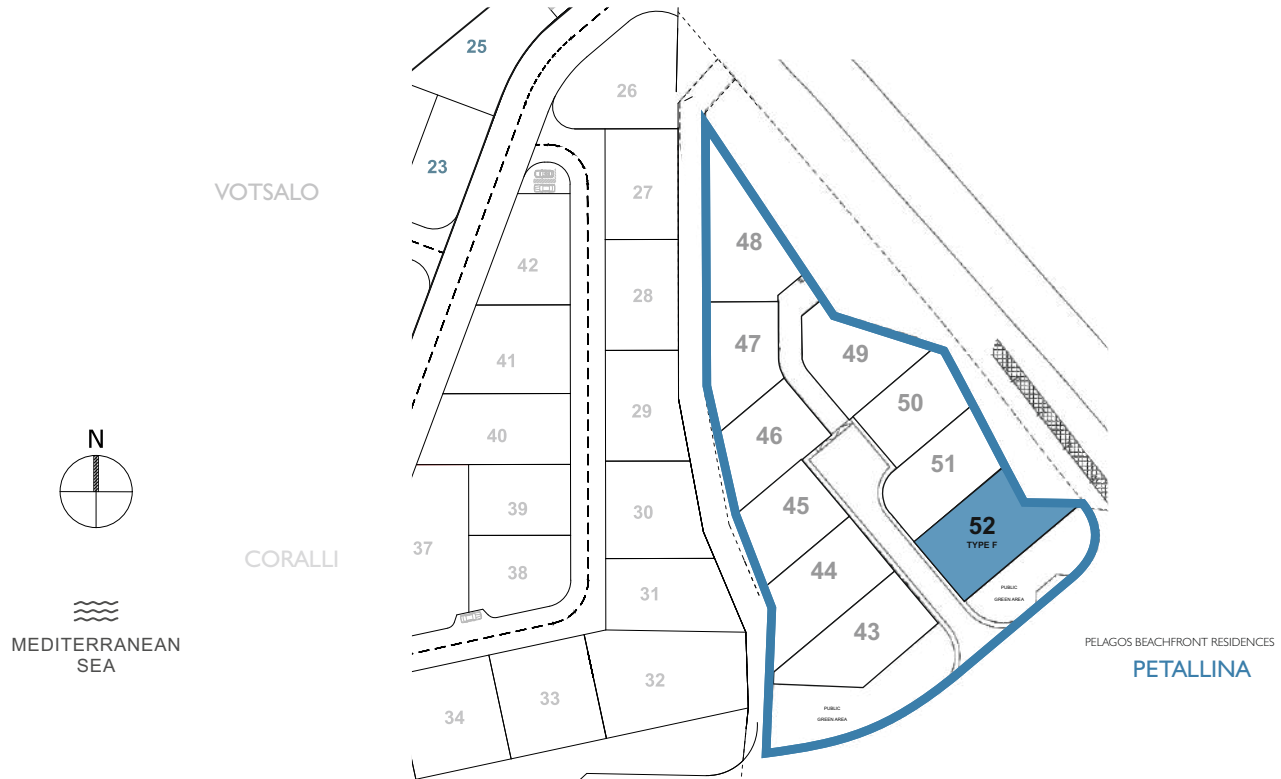 25
26
23
27
VOTSALO
48
42
28
47
49
41
50
29
40
46
N
51
45
39
30
52
TYPE F
37
CORALLI
38
44
PUBLIC
GREEN AREA
31
43
MEDITERRANEAN
SEA
PELAGOS BEACHFRONT RESIDENCES
PETALLINA
32
33
34
PUBLIC
GREEN AREA